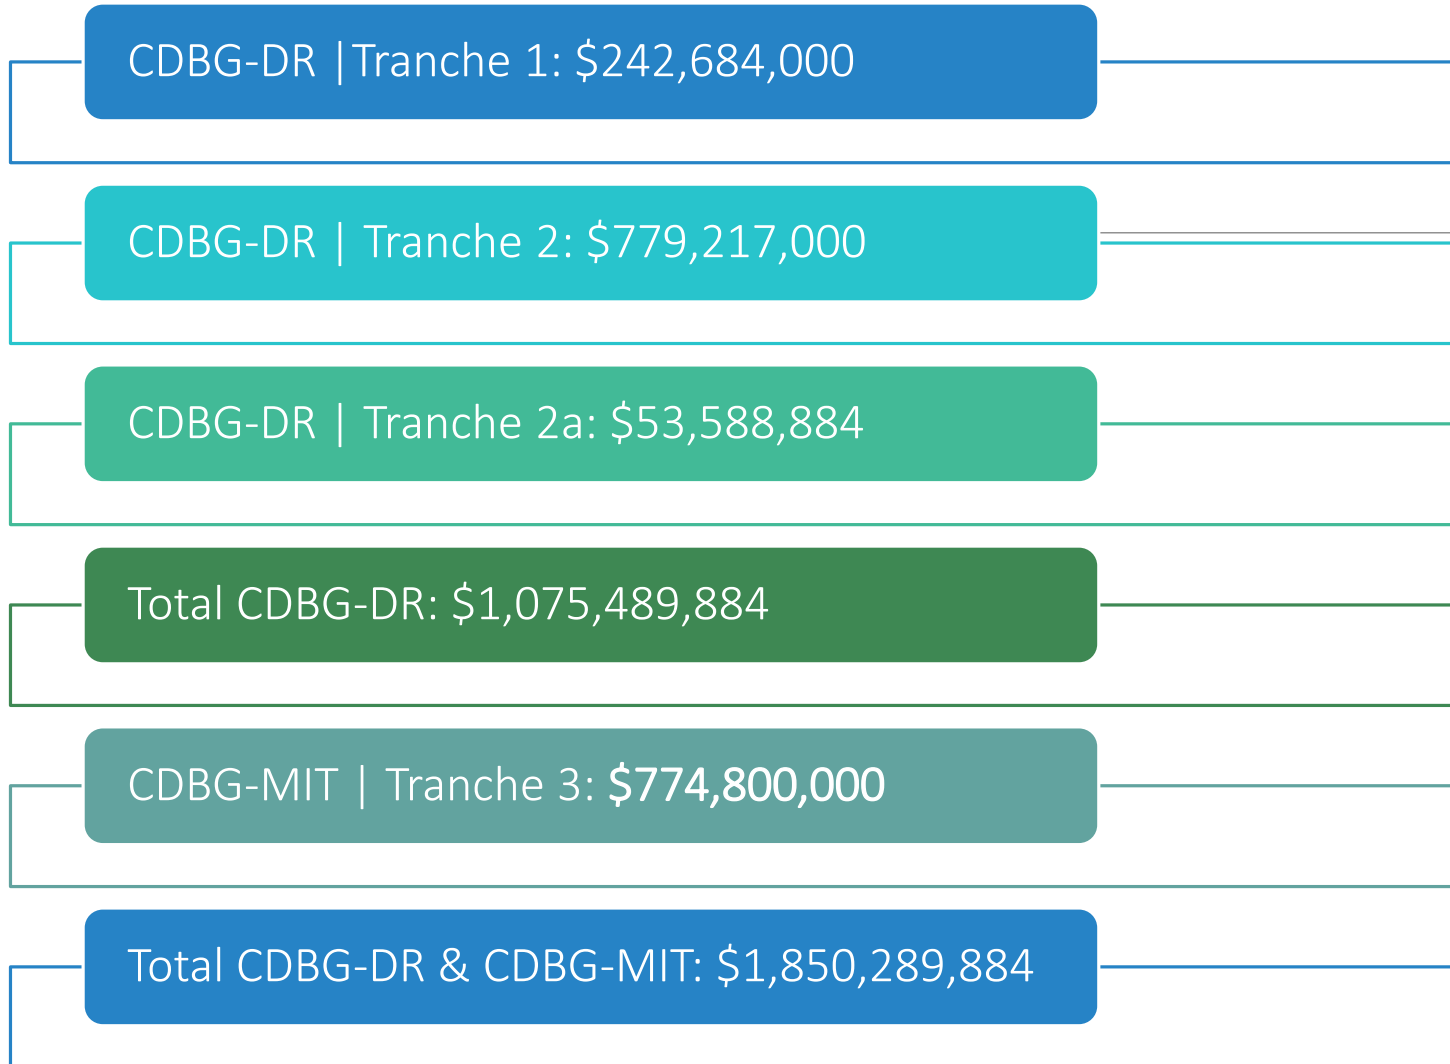 CDBG-DR |Tranche 1: $242,684,000
CDBG-DR | Tranche 2: $779,217,000
CDBG-DR | Tranche 2a: $53,588,884
Total CDBG-DR: $1,075,489,884
CDBG-MIT | Tranche 3: $774,800,000
Total CDBG-DR & CDBG-MIT: $1,850,289,884